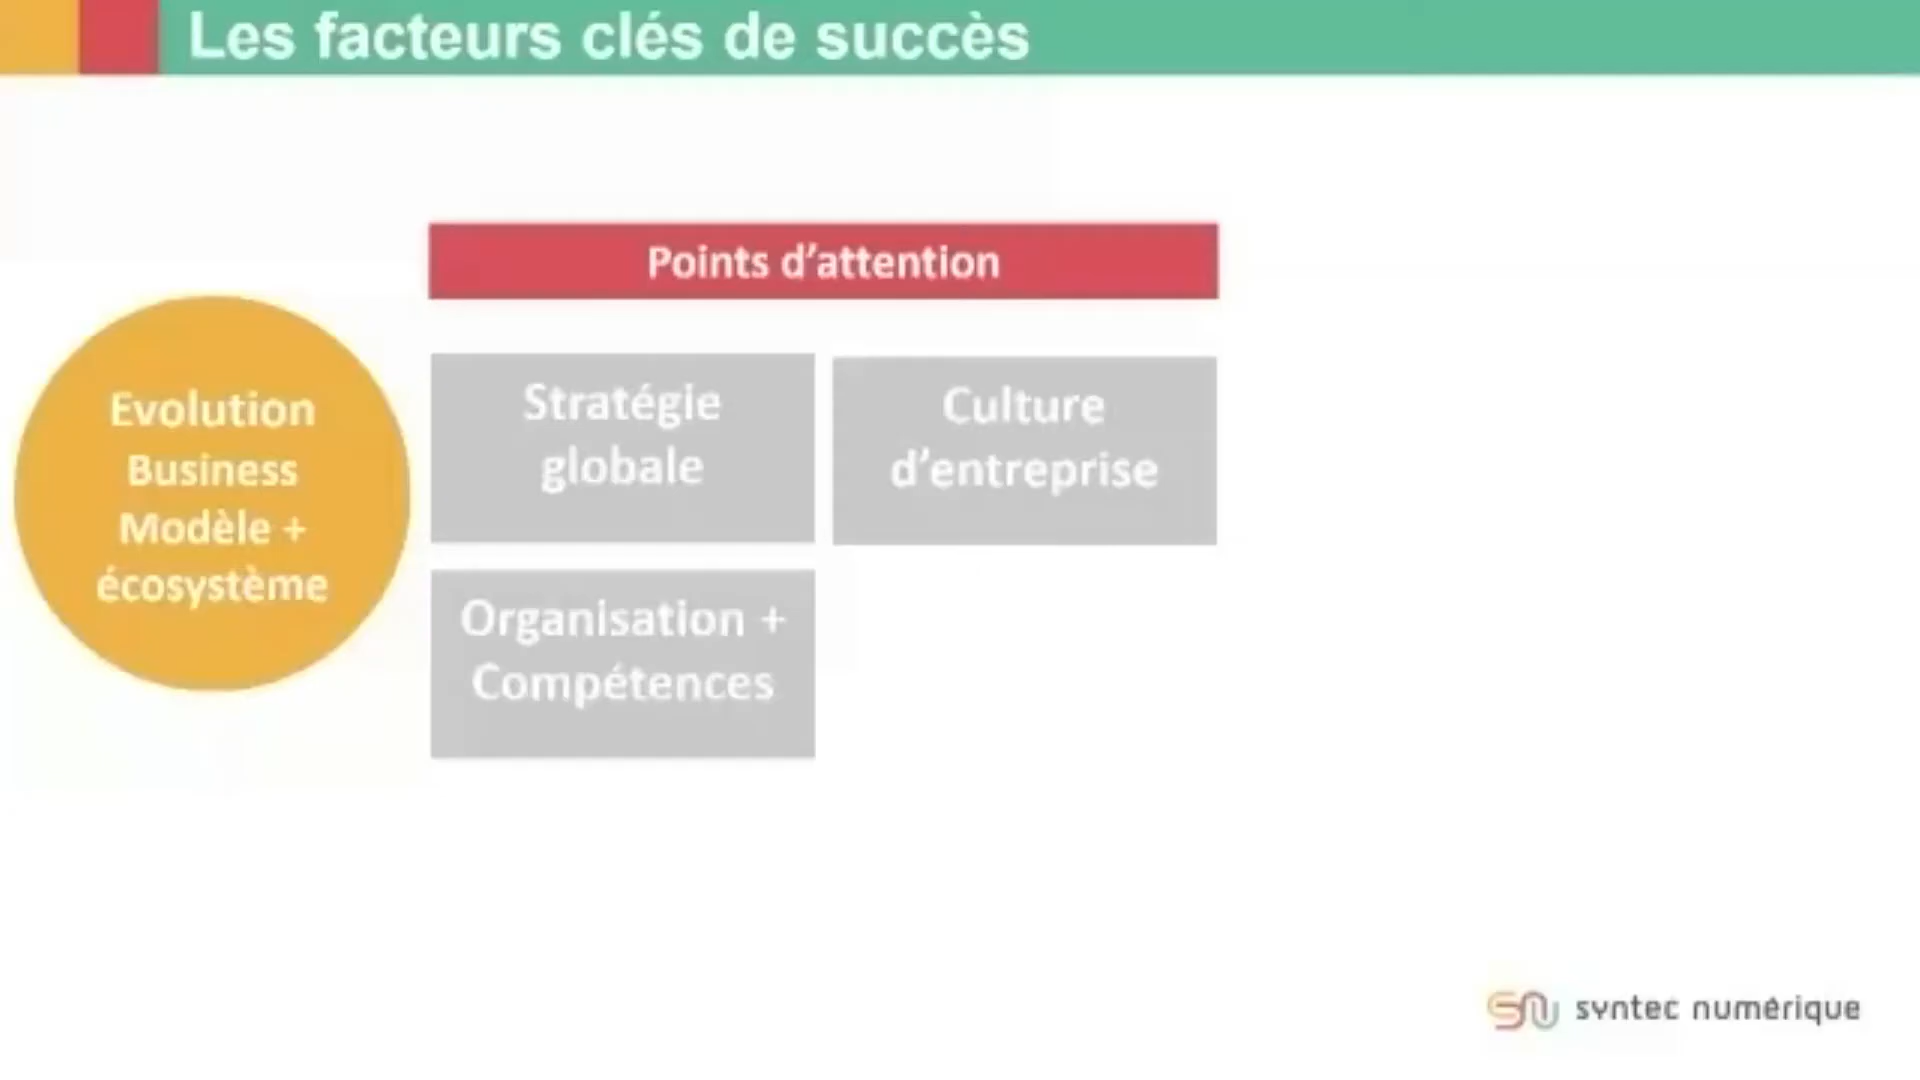 Les facteurs clés de succès
Points d’attention
Evolution
Business
Modèle +
écosystème
Stratégie
globale
Culture
d’entreprise
Organisation +
Compétences
syntec numérique